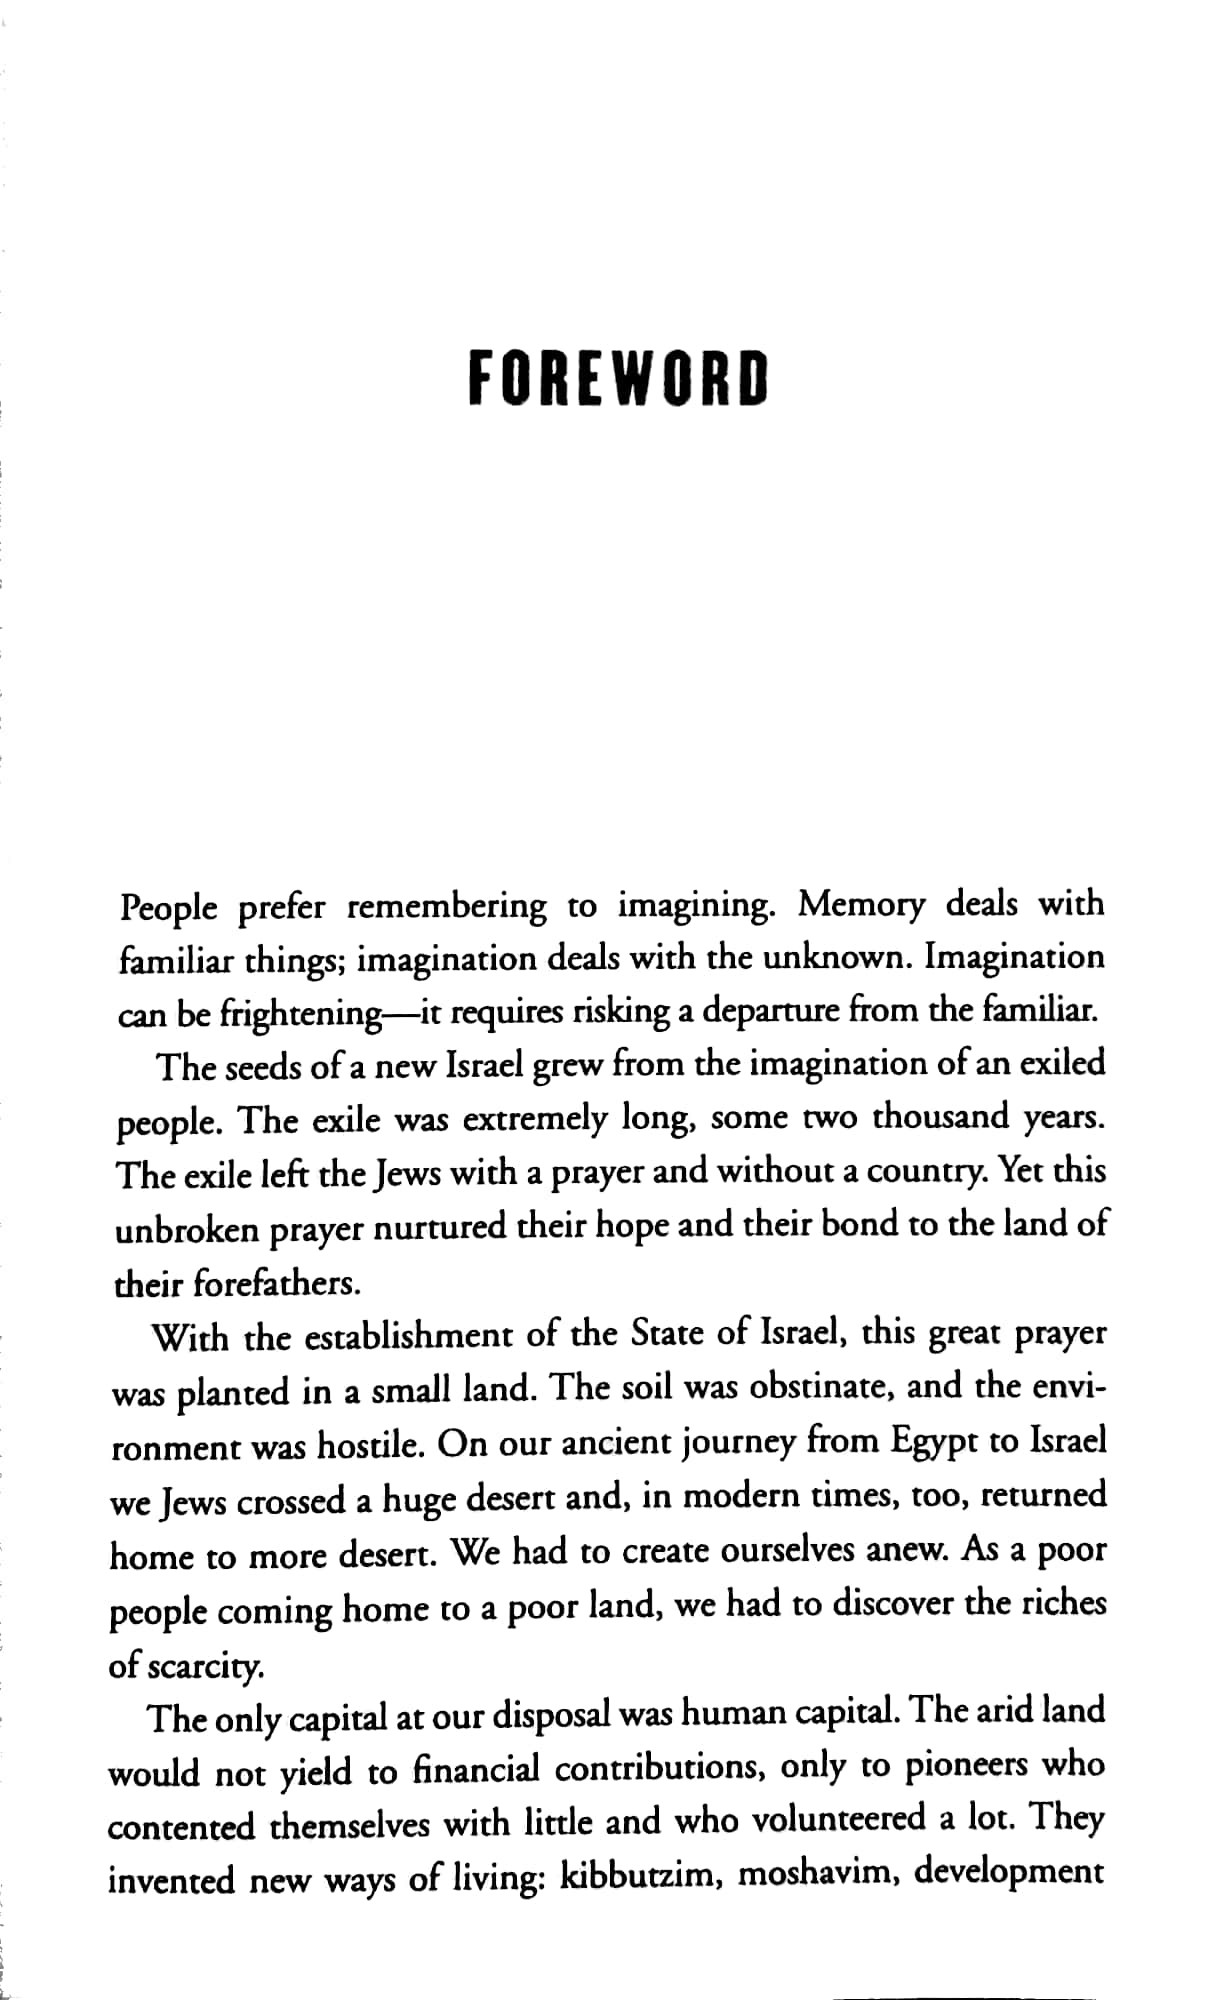 FOREWORD
People prefer remembering to imagining. Memory deals with
familiar things; imagination deals with the unknown. Imagination
can be frightening—it requires risking a departure from the familiar.
The seeds of a new Israel grew from the imagination of an exiled
people. The exile was extremely long, some two thousand years.
The exile left the Jews with a prayer and without a country. Yet this
unbroken prayer nurtured their hope and their bond to the land of
their forefathers.
With the establishment of the State of Israel, this great prayer
was planted in a small land. The soil was obstinate, and the envi-
ronment was hostile. On our ancient journey from Egypt to Israel
we Jews crossed a huge desert and, in modern times, too, returned
home to more desert. We had to create ourselves anew. As a poor
people coming home to a poor land, we had to discover the riches
of scarcity.
The only capital at our disposal was human capital. The arid land
would not yield to financial contributions, only to pioneers who
contented themselves with little and who volunteered a lot. They
invented new ways of living: kibbutzim, moshavim, development